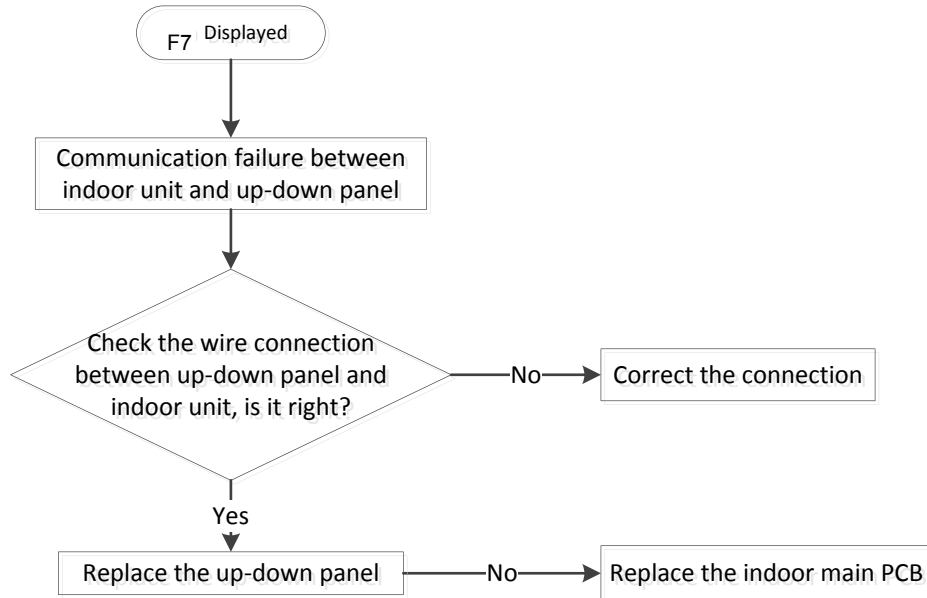 F7 Displayed
Communication failure between
indoor unit and up-down panel
Check the wire connection
between up-down panel and
indoor unit, is it right?
No
Correct the connection
Yes
Replace the up-down panel
No
Replace the indoor main PCB